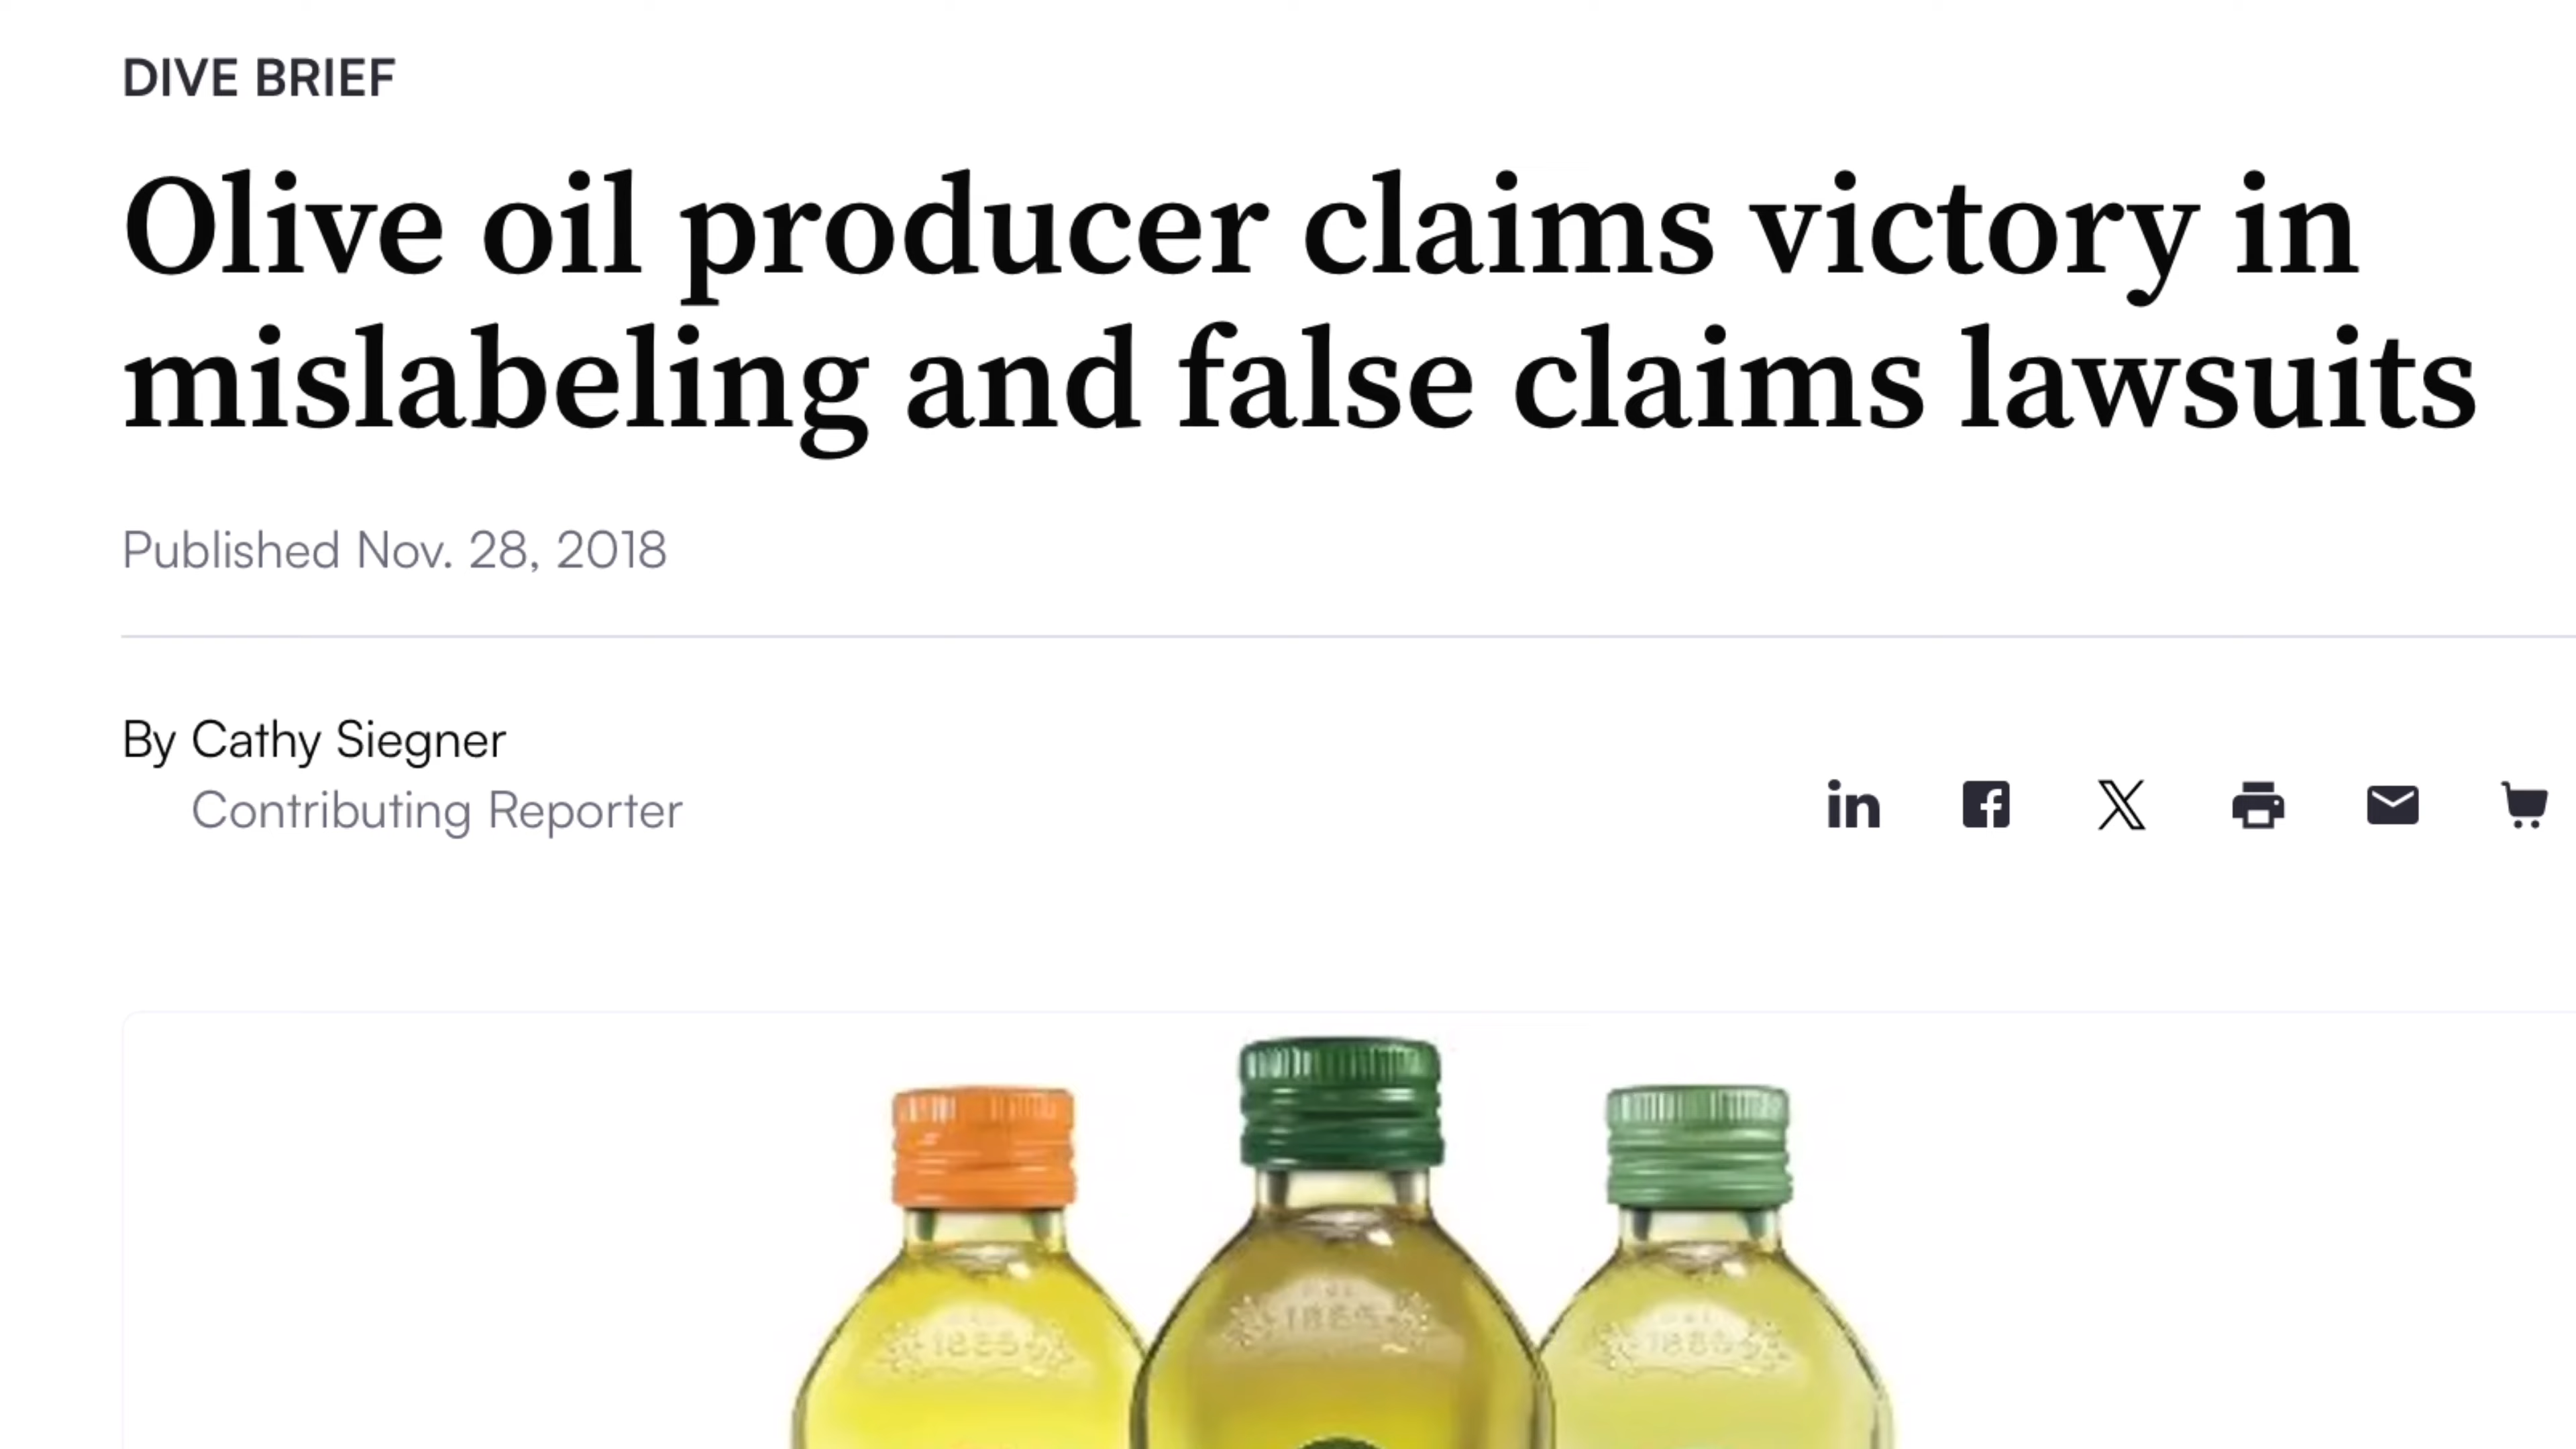 DIVE BRIEF
Olive oil producer claims victory in
mislabeling and false claims lawsuits
Published Nov. 28, 2018
By Cathy Siegner
Contributing Reporter
1865